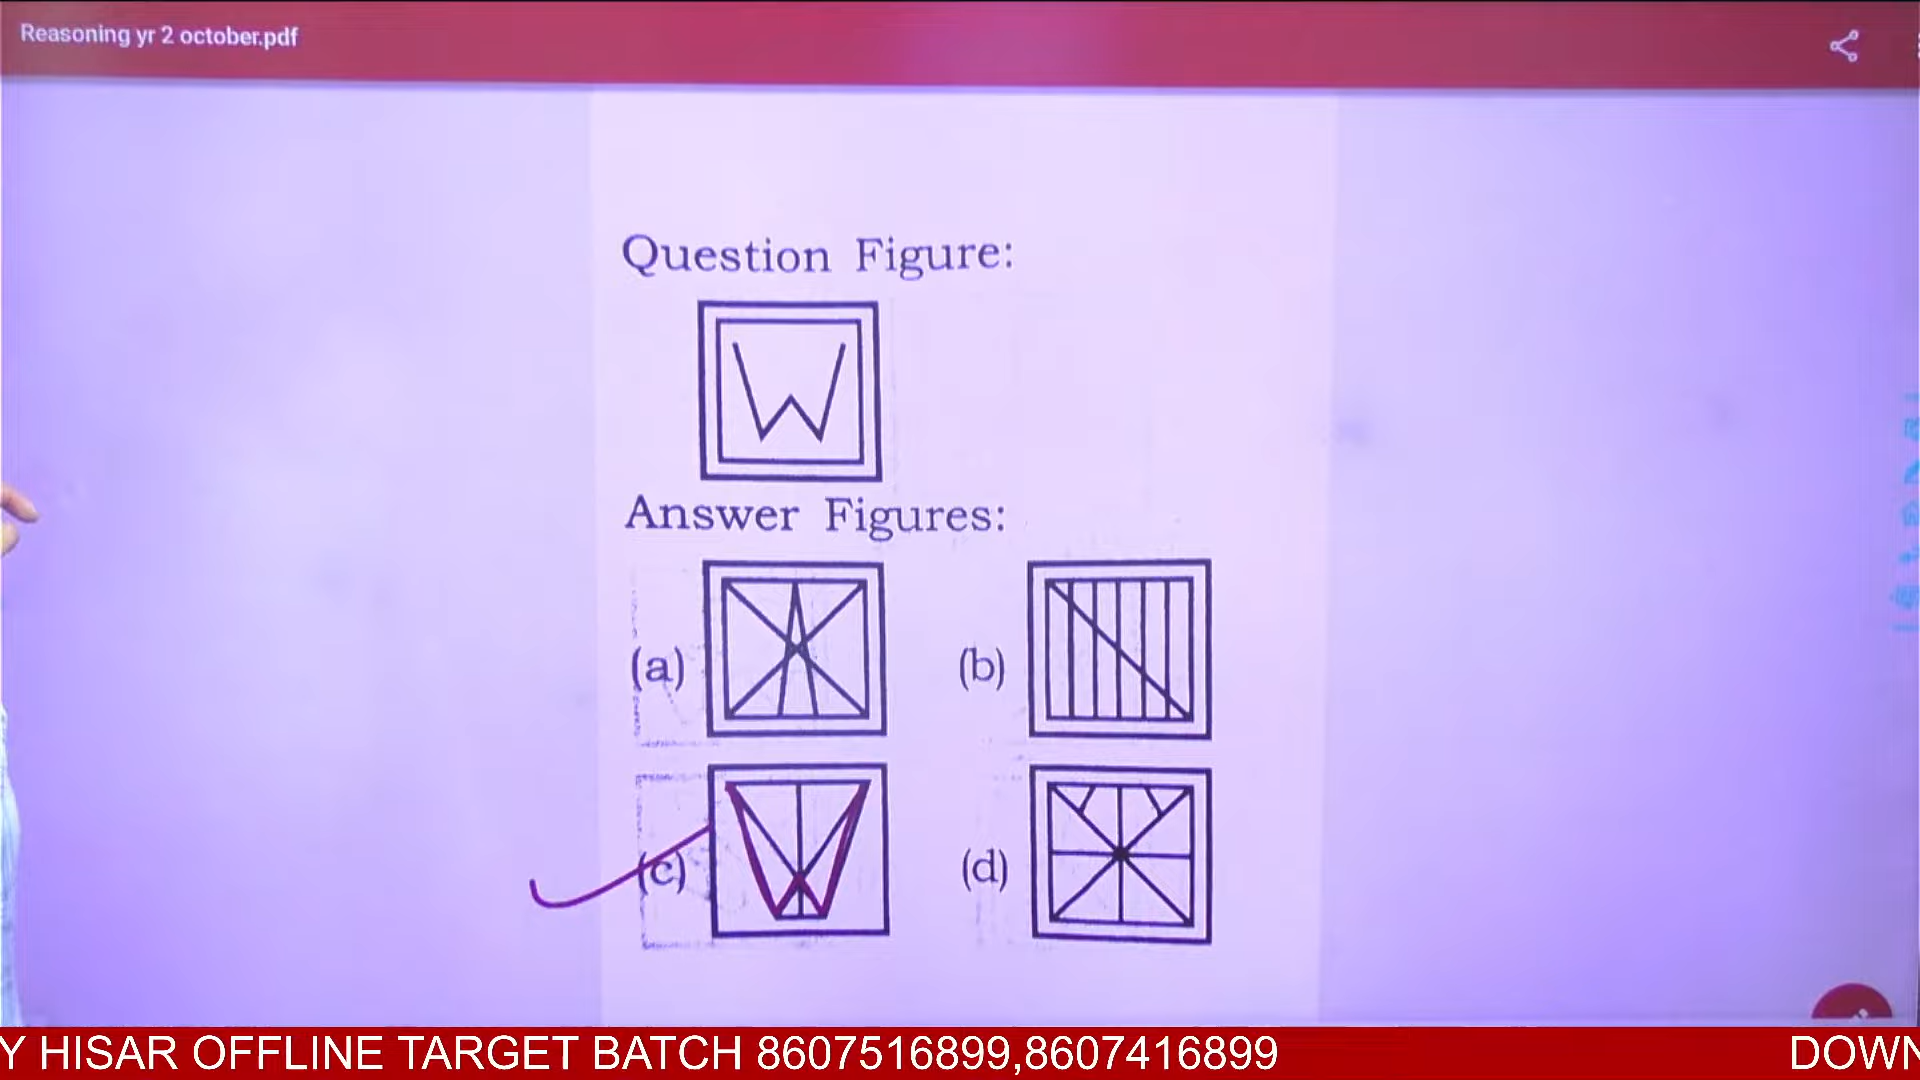 Reasoning yr 2 october.pdf
Question Figure:
Answer Figures:
(a)
(b)
(c)
(d)
Y HISAR OFFLINE TARGET BATCH 8607516899,8607416899
DOWN